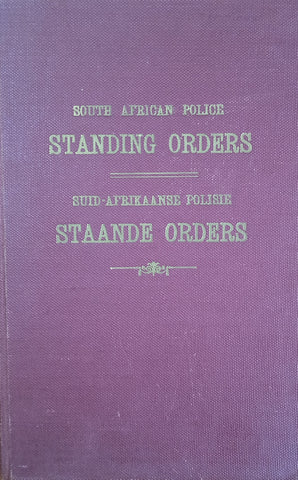 SOUTH AFRICAN POLICE
STANDING ORDERS
SUID-AFRIKAANSE POLISIE
STAANDE ORDERS